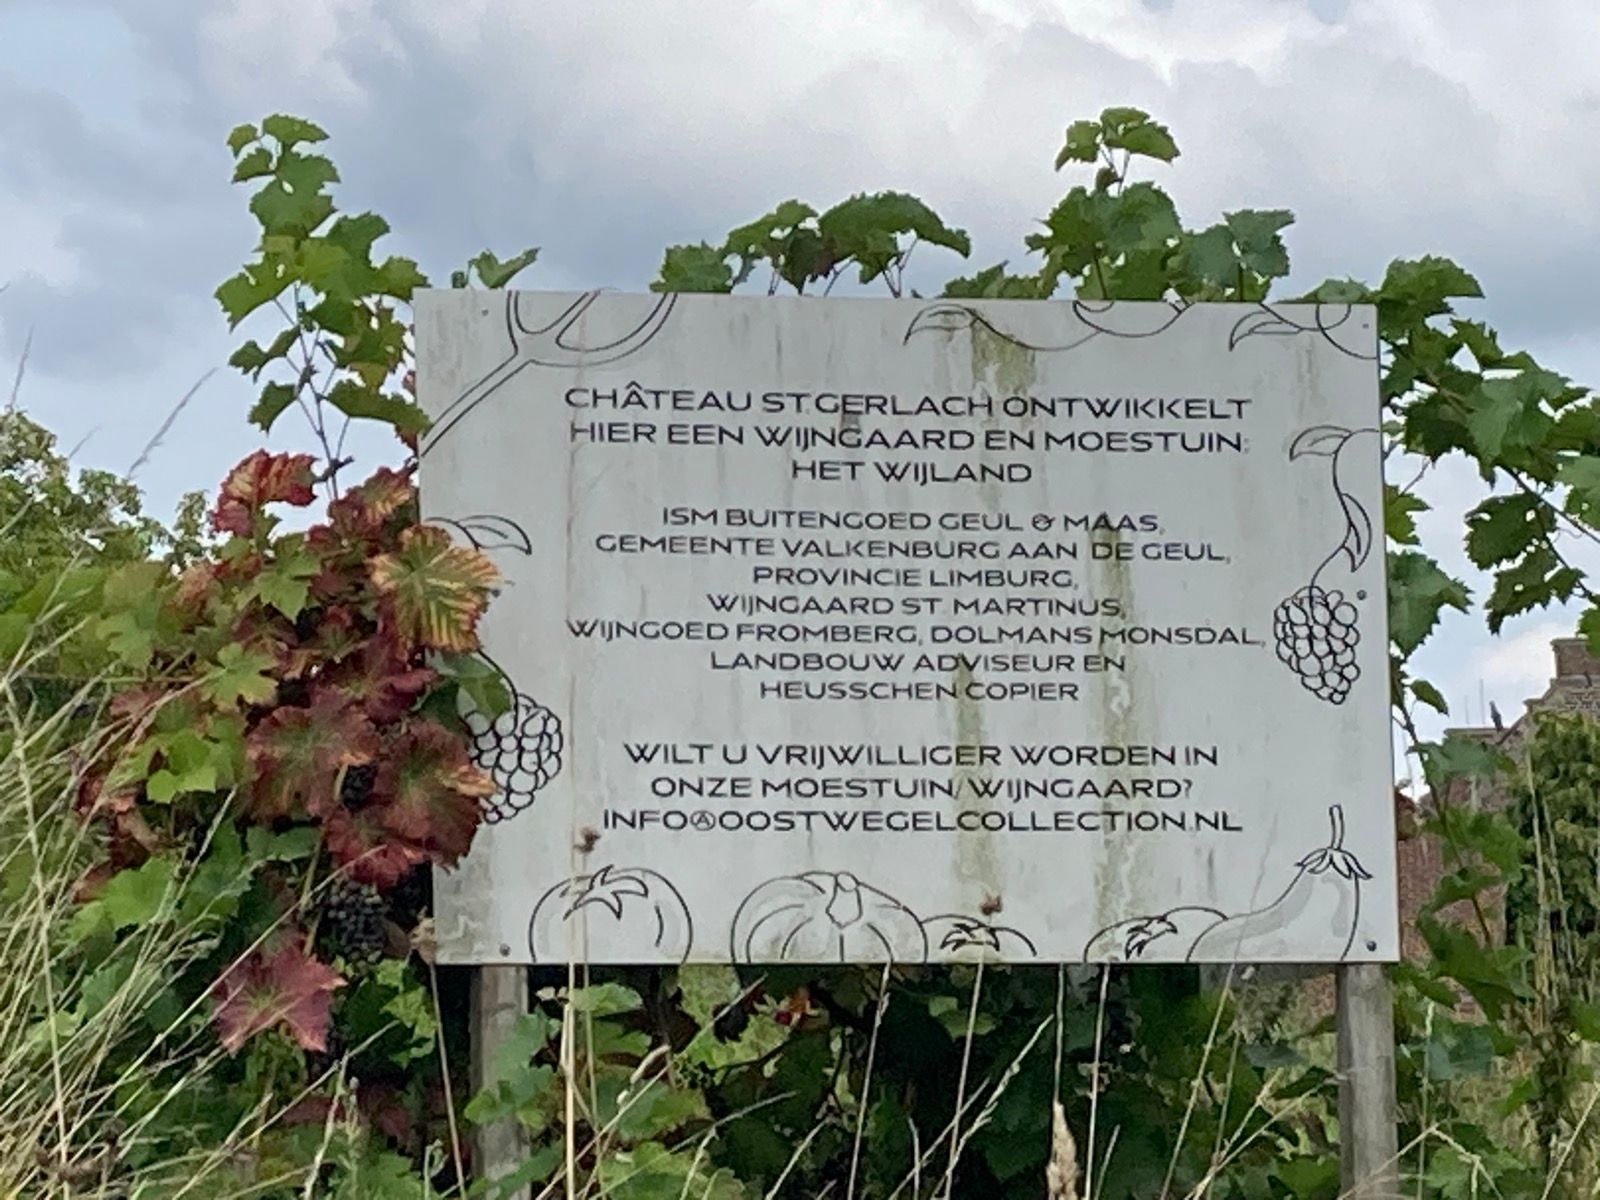 CHÂTEAU ST.GERLACH ONTWIKKELT
HIER EEN WIJNGAARD EN MOESTUIN:
HET WIJLAND
ISM BUITENGOED GEUL & MAAS,
GEMEENTE VALKENBURG AAN DE GEUL,
PROVINCIE LIMBURG,
WIJNGAARD ST. MARTINUS,
WIJNGOED FROMBERG, DOLMANS MONSDAL,
LANDBOUW ADVISEUR EN
HEUSSCHEN COPIER
WILT U VRIJWILLIGER WORDEN IN
ONZE MOESTUIN/WIJNGAARD?
INFO@OOSTWEGELCOLLECTION.NL